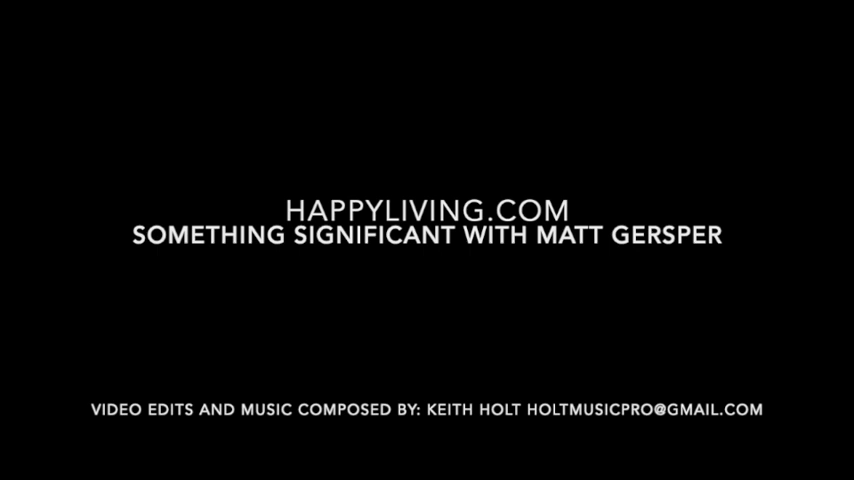 HAPPYLIVING.COM
SOMETHING SIGNIFICANT WITH MATT GERSPER
VIDEO EDITS AND MUSIC COMPOSED BY: KEITH HOLT HOLTMUSICPRO@GMAIL.COM